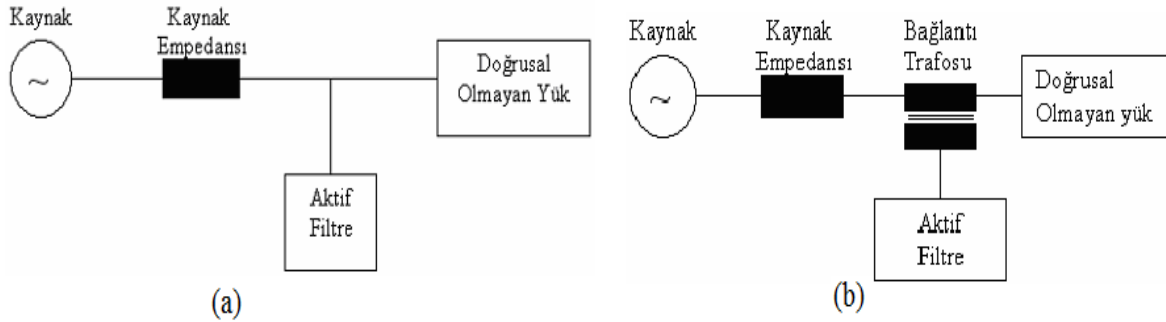 Kaynak
Kaynak
Empedansı
~
Doğrusal
Olmayan Yük
Aktif
Filtre
(a)
Kaynak
Kaynak
Empedansı
Bağlantı
Trafosu
~
Doğrusal
Olmayan yük
Aktif
Filtre
(b)